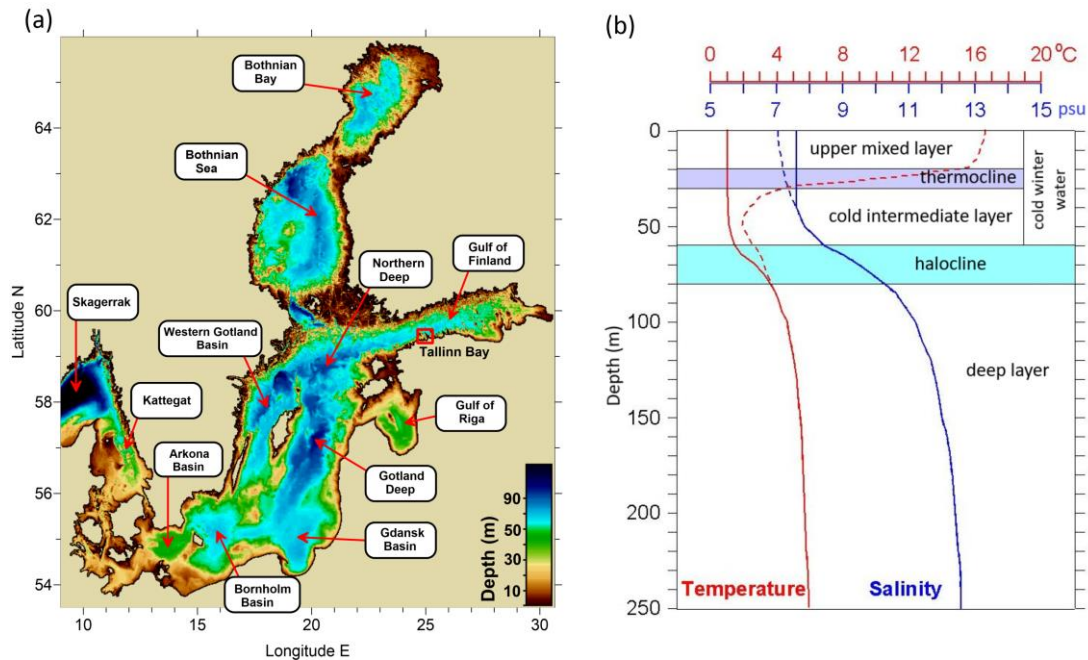 (a)
Bothnian
Bay
Bothnian
Sea
Northern
Deep
Gulf of
Finland
Skagerrak
Western Gotland
Basin
Tallinn Bay
Kattegat
Gulf of
Riga
Arkona
Basin
Gotland
Deep
Gdansk
Basin
Bornholm
Basin
Latitude N
64
62
60
58
56
54
10
15
20
25
30
Longitude E
Depth (m)
90
50
30
10
(b)
0
4
8
12
16
20 °C
5
7
9
11
13
15
psu
Depth (m)
0
50
100
150
200
250
upper mixed layer
thermocline
cold intermediate layer
cold winter
water
halocline
deep layer
Temperature
Salinity